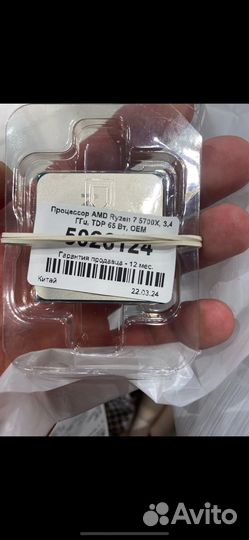 Процессор AMD Ryzen 7 5700X, 3,4
ГГц, TDP 65 Вт, OEM
5026124
Гарантия продавца - 12 мес.
Китай
22.03.24
Avito